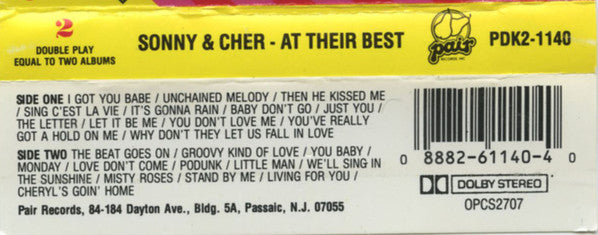 2
DOUBLE PLAY
EQUAL TO TWO ALBUMS
SONNY & CHER - AT THEIR BEST
pair
RECORDS, INC.
PDK2-1140
SIDE ONE I GOT YOU BABE / UNCHAINED MELODY / THEN HE KISSED ME
/ SING C'EST LA VIE / IT'S GONNA RAIN / BABY DON'T GO / JUST YOU /
THE LETTER / LET IT BE ME / YOU DON'T LOVE ME / YOU'VE REALLY
GOT A HOLD ON ME / WHY DON'T THEY LET US FALL IN LOVE
SIDE TWO THE BEAT GOES ON / GROOVY KIND OF LOVE / YOU BABY /
MONDAY / LOVE DON'T COME / PODUNK / LITTLE MAN / WE'LL SING IN
THE SUNSHINE / MISTY ROSES / STAND BY ME / LIVING FOR YOU /
CHERYL'S GOIN' HOME
Pair Records, 84-184 Dayton Ave., Bldg. 5A, Passaic, N.J. 07055
0 8882-61140-4 0
DOLBY STEREO
OPCS2707